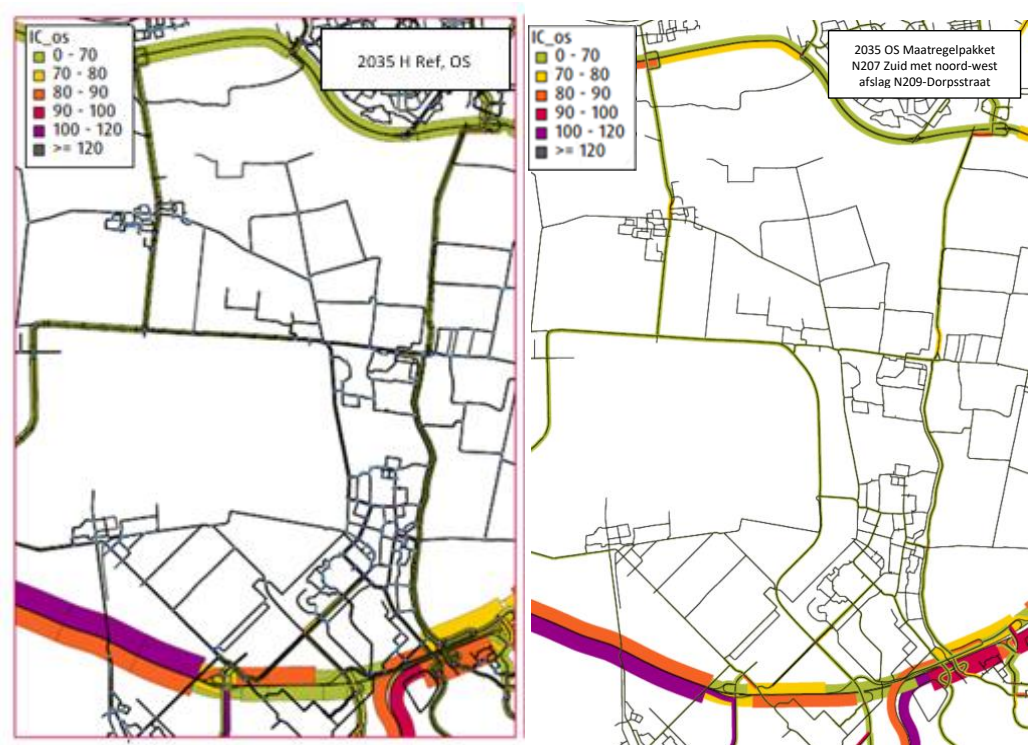 IC_os
0 - 70
70 - 80
80 - 90
90 - 100
100 - 120
>= 120
2035 H Ref, OS
IC_os
0 - 70
70 - 80
80 - 90
90 - 100
100 - 120
>= 120
2035 OS Maatregelpakket
N207 Zuid met noord-west
afslag N209-Dorpsstraat